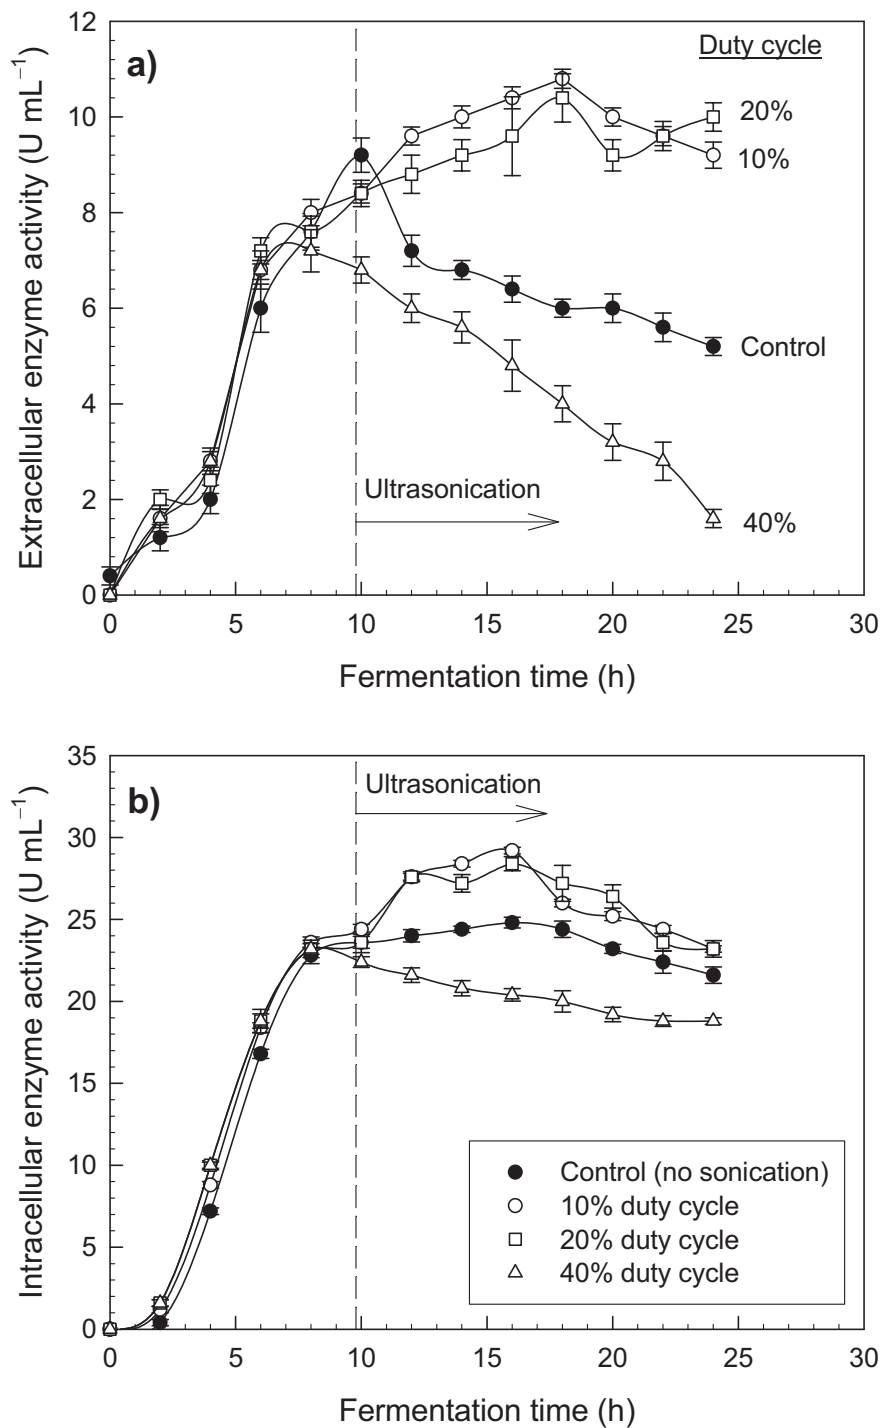 a)
Extracellular enzyme activity (U mL⁻¹)
12
10
8
6
4
2
0
Duty cycle
20%
10%
Control
40%
Ultrasonication
0 5 10 15 20 25 30
Fermentation time (h)
b)
Intracellular enzyme activity (U mL⁻¹)
35
30
25
20
15
10
5
0
Ultrasonication
Control (no sonication)
10% duty cycle
20% duty cycle
40% duty cycle
0 5 10 15 20 25 30
Fermentation time (h)